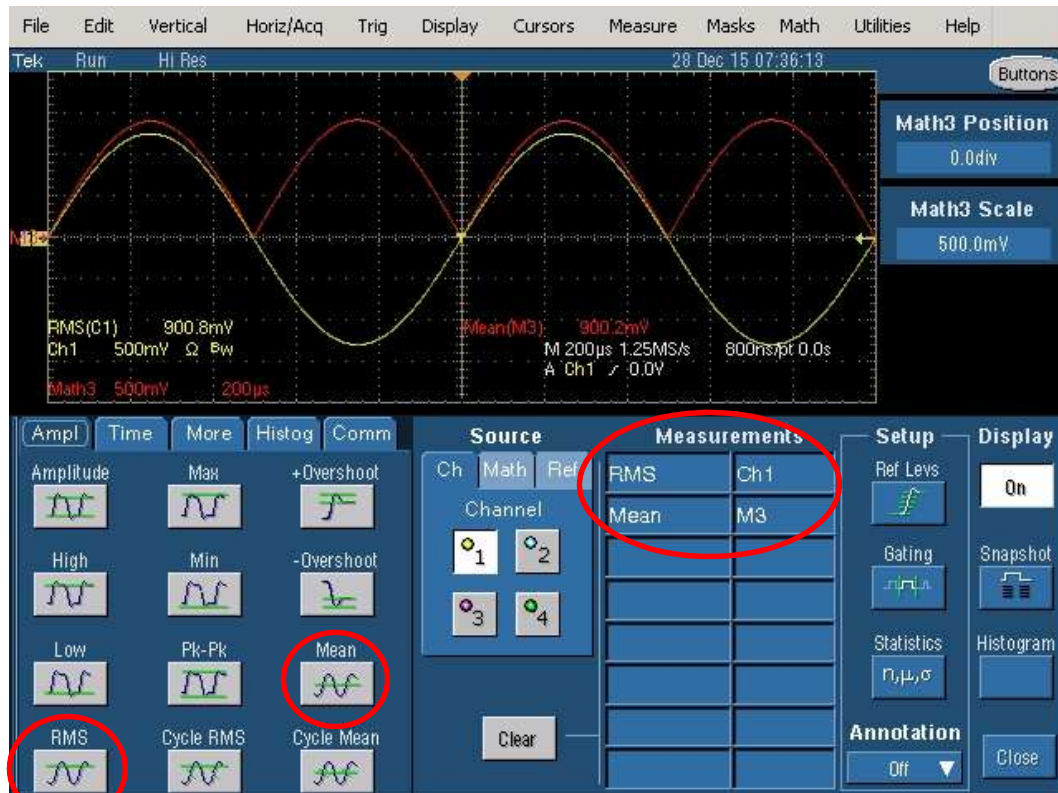 File Edit Vertical Horiz/Acq Trig Display Cursors Measure Masks Math Utilities Help
Tek Run Hi Res 28 Dec 15 07:36:13
Buttons
Math3 Position
0.0div
Math3 Scale
500.0mV
RMS(C1) 900.8mV Mean(M3) 900.2mV
Ch1 500mV Ω Bw M 200µs 1.25MS/s 800ns/pt 0.0s
A Ch1 / 0.0V
Math3 500mV 200µs
Ampl Time More Histog Comm
Amplitude Max +Overshoot
High Min -Overshoot
Low Pk-Pk Mean
RMS Cycle RMS Cycle Mean
Source
Ch Math Ref
Channel
1 2
3 4
Clear
Measurements
RMS Ch1
Mean M3
Setup
Ref Levs
Gating
Statistics
n,µ,σ
Annotation
Off
Display
On
Snapshot
Histogram
Close